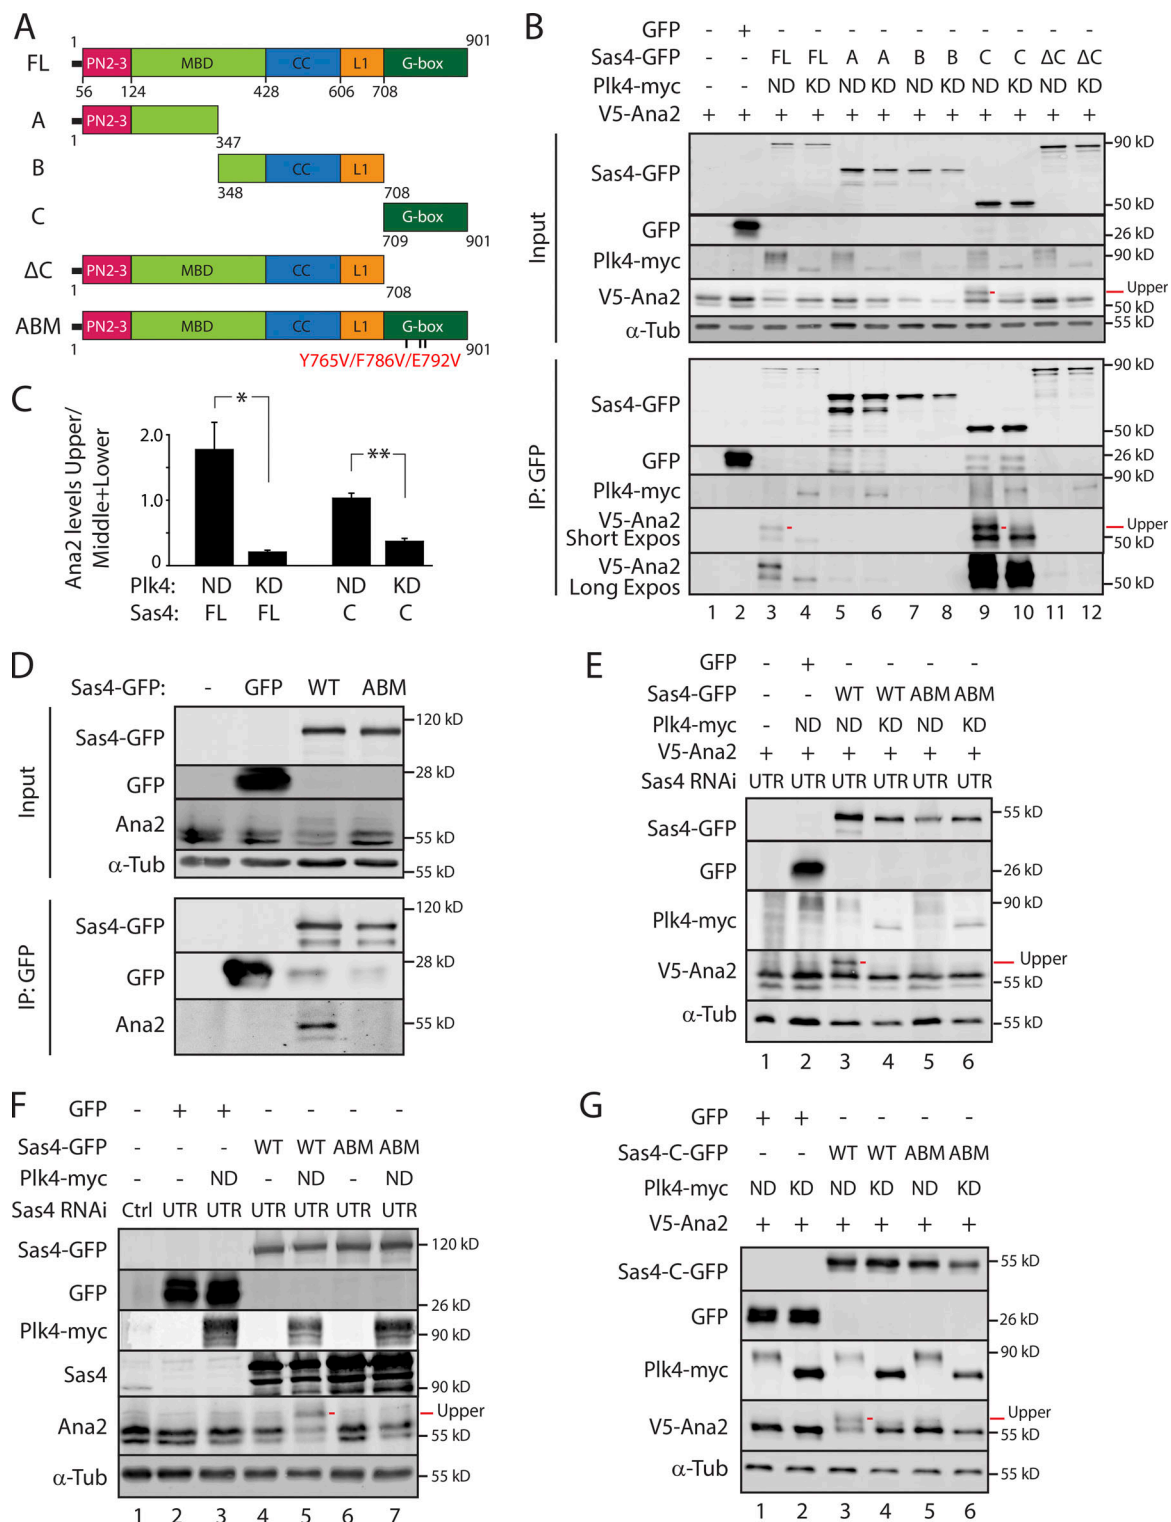 A
1
901
FL
PN2-3 MBD CC L1 G-box
56 124 428 606 708
A
PN2-3
1 347
B
CC L1
348 708
C
G-box
709 901
ΔC
PN2-3 MBD CC L1
1 708
ABM
PN2-3 MBD CC L1 G-box
1 901
Y765V/F786V/E792V
B
GFP - + - - - - - - - - - -
Sas4-GFP - - FL FL A A B B C C ΔC ΔC
Plk4-myc - - ND KD ND KD ND KD ND KD ND KD
V5-Ana2 + + + + + + + + + + + +
Input
Sas4-GFP 90 kD
50 kD
GFP 26 kD
Plk4-myc 90 kD
V5-Ana2 Upper
50 kD
α-Tub 55 kD
IP: GFP
Sas4-GFP 90 kD
50 kD
GFP 26 kD
90 kD
Plk4-myc
V5-Ana2
Short Expos
Upper
50 kD
V5-Ana2
Long Expos
50 kD
1 2 3 4 5 6 7 8 9 10 11 12
C
Ana2 levels Upper/
Middle+Lower
2.0
1.0
0
*
**
Plk4: ND KD ND KD
Sas4: FL FL C C
D
Sas4-GFP: - GFP WT ABM
Input
Sas4-GFP 120 kD
GFP 28 kD
Ana2 55 kD
α-Tub 55 kD
IP: GFP
Sas4-GFP 120 kD
GFP 28 kD
Ana2 55 kD
E
GFP - + - - - -
Sas4-GFP - - WT WT ABM ABM
Plk4-myc - ND ND KD ND KD
V5-Ana2 + + + + + +
Sas4 RNAi UTR UTR UTR UTR UTR UTR
Sas4-GFP 55 kD
GFP 26 kD
Plk4-myc 90 kD
V5-Ana2 Upper
55 kD
α-Tub 55 kD
1 2 3 4 5 6
F
GFP - + + - - - -
Sas4-GFP - - - WT WT ABM ABM
Plk4-myc - - ND - ND - ND
Sas4 RNAi Ctrl UTR UTR UTR UTR UTR UTR
Sas4-GFP 120 kD
GFP 26 kD
Plk4-myc 90 kD
Sas4 90 kD
Ana2 Upper
55 kD
α-Tub 55 kD
1 2 3 4 5 6 7
G
GFP + + - - - -
Sas4-C-GFP - - WT WT ABM ABM
Plk4-myc ND KD ND KD ND KD
V5-Ana2 + + + + + +
Sas4-C-GFP 55 kD
GFP 26 kD
Plk4-myc 90 kD
V5-Ana2 Upper
55 kD
α-Tub 55 kD
1 2 3 4 5 6